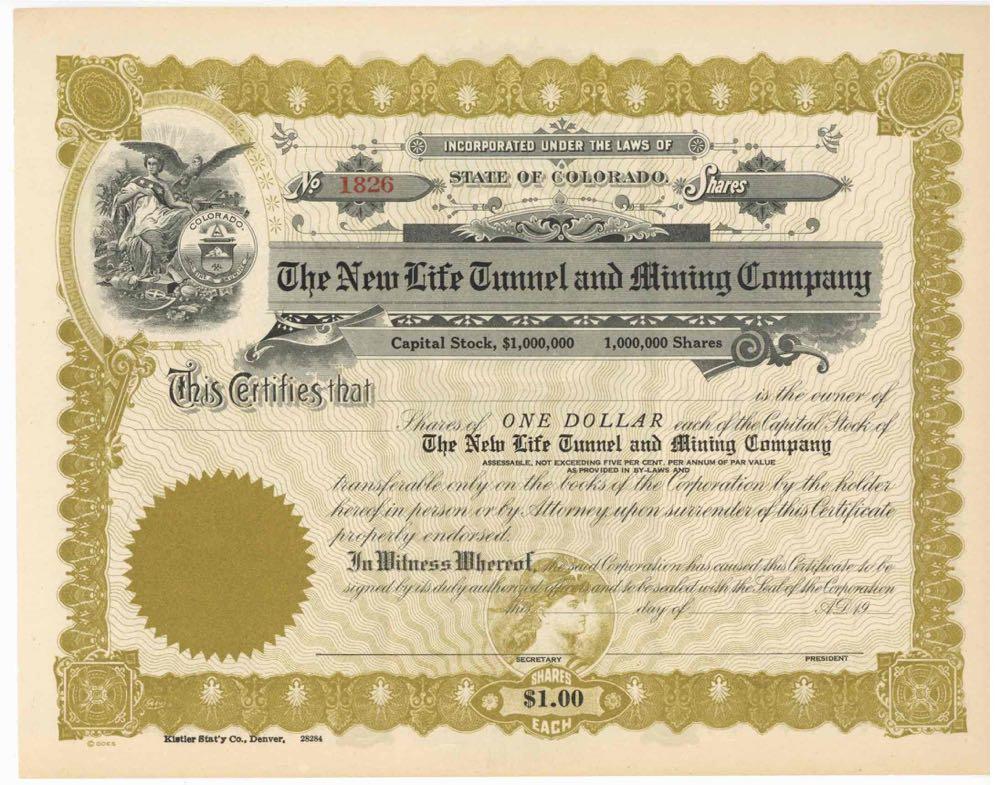 INCORPORATED UNDER THE LAWS OF
No 1826
STATE OF COLORADO.
Shares
COLORADO.
The New Life Tunnel and Mining Company
Capital Stock, $1,000,000 1,000,000 Shares
This Certifies that is the owner of
Shares of ONE DOLLAR each of the Capital Stock of
The New Life Tunnel and Mining Company
ASSESSABLE, NOT EXCEEDING FIVE PER CENT. PER ANNUM OF PAR VALUE
AS PROVIDED IN BY-LAWS AND
transferable only on the books of the Corporation by the holder
hereof in person or by Attorney upon surrender of this Certificate
properly endorsed.
In Witness Whereof, the said Corporation has caused this Certificate to be
signed by its duly authorized officers and to be sealed with the Seal of the Corporation
this day of A.D.19
SECRETARY PRESIDENT
SHARES
$1.00
EACH
© GOES
Kistler Stat'y Co., Denver. 28284